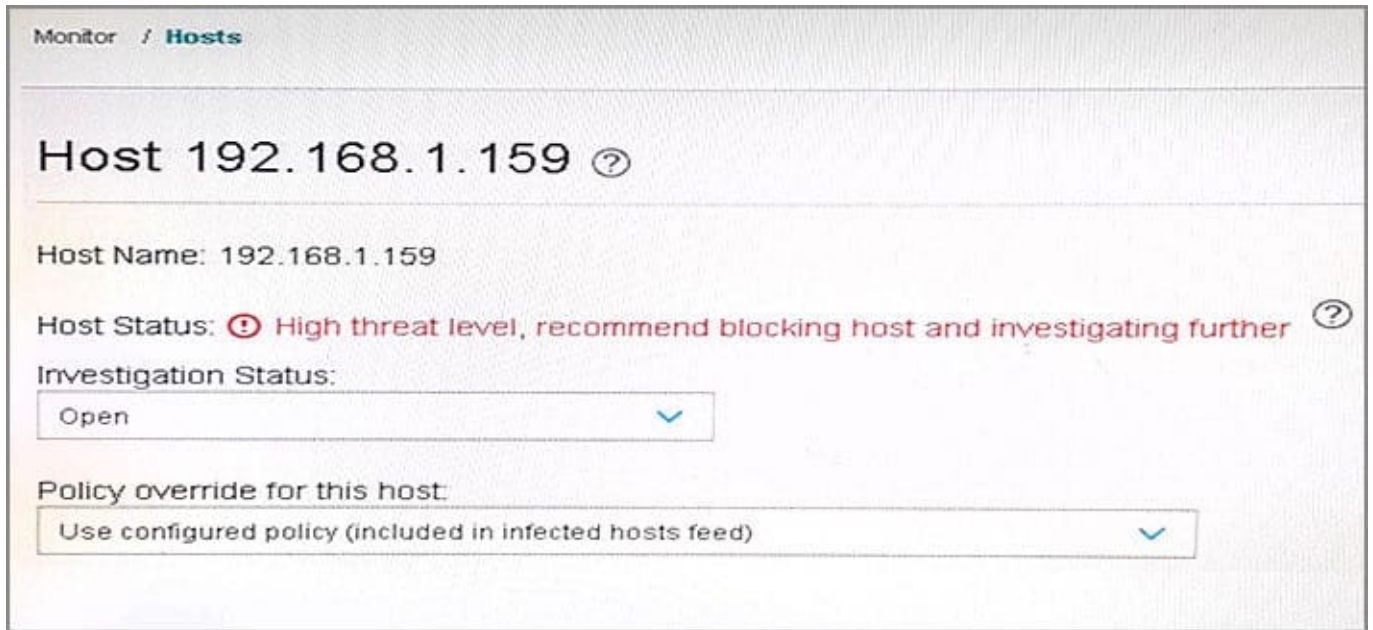 Monitor / Hosts
Host 192.168.1.159 ?
Host Name: 192.168.1.159
Host Status: ! High threat level, recommend blocking host and investigating further ?
Investigation Status:
Open
Policy override for this host:
Use configured policy (included in infected hosts feed)